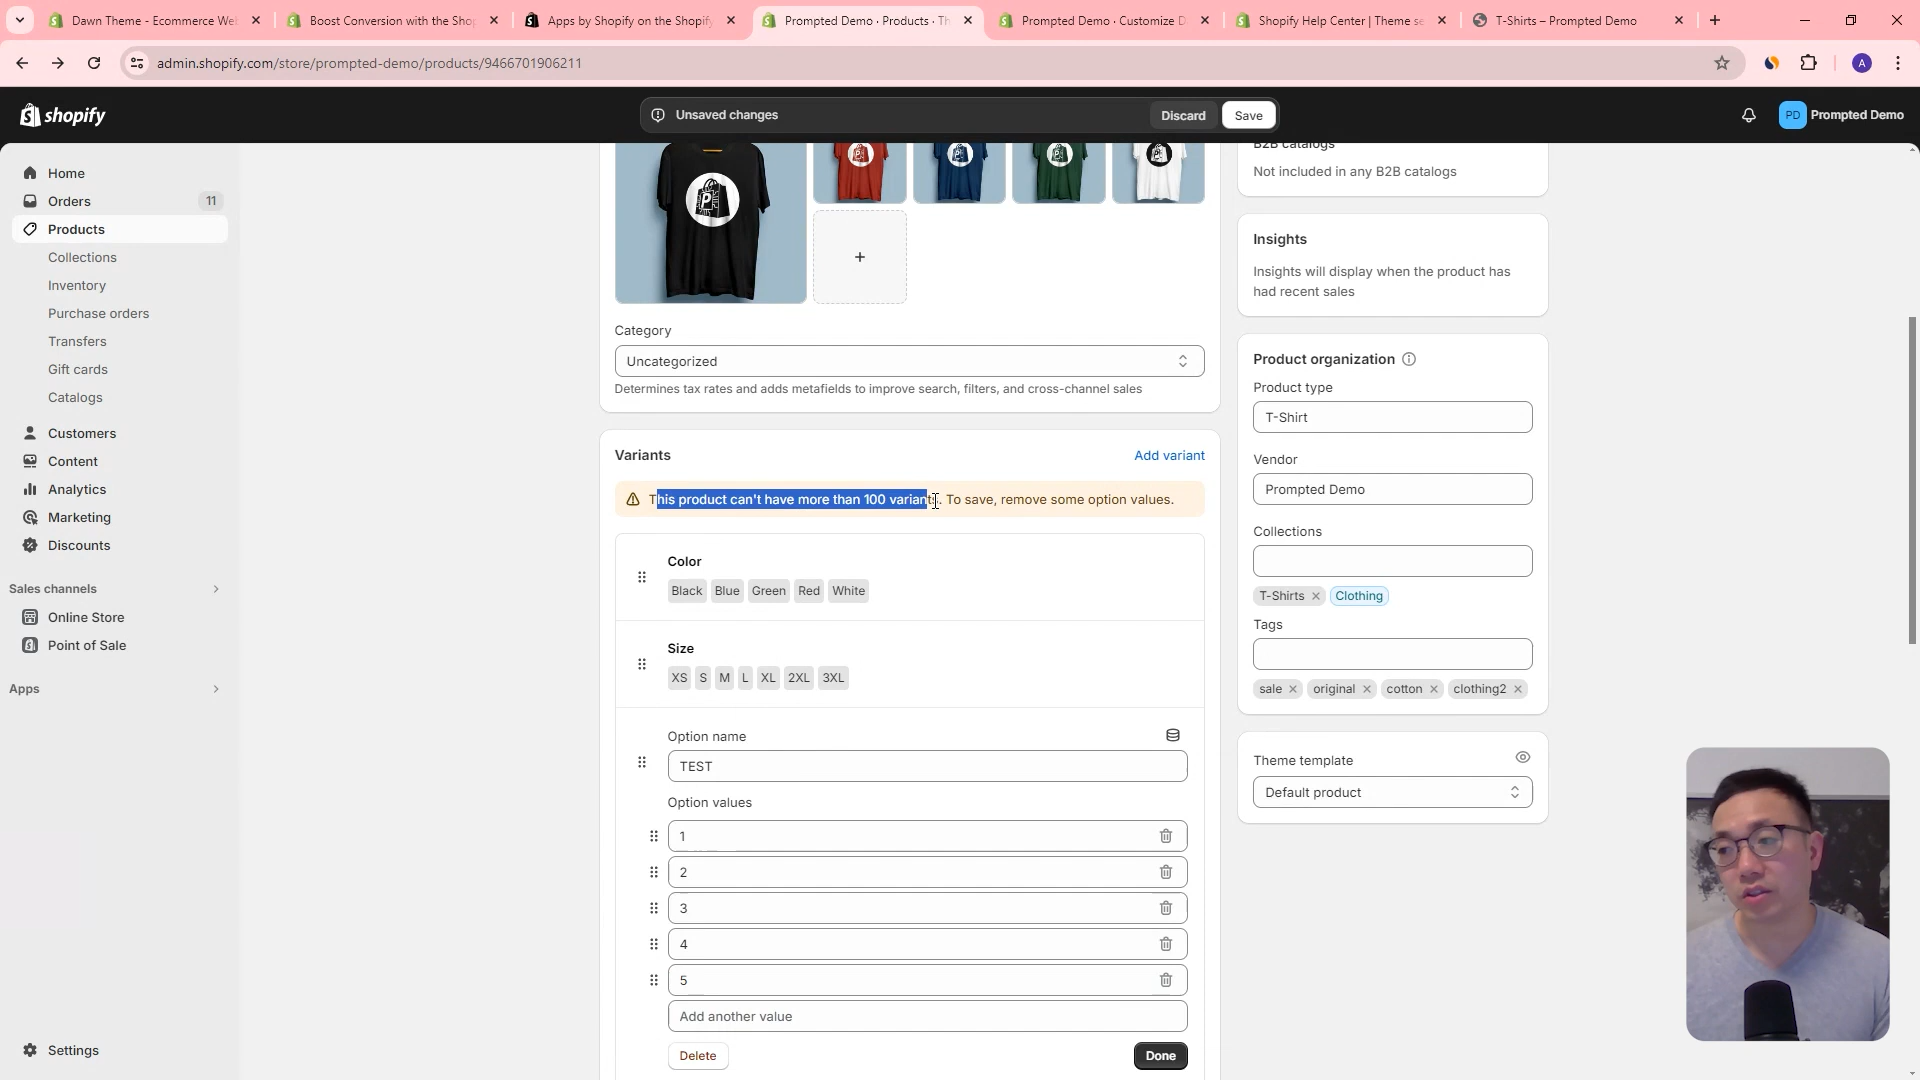 Dawn Theme - Ecommerce We
Boost Conversion with the Sho
Apps by Shopify on the Shopify
Prompted Demo · Products · Th
Prompted Demo · Customize D
Shopify Help Center | Theme se
T-Shirts – Prompted Demo
admin.shopify.com/store/prompted-demo/products/9466701906211
A
shopify
Unsaved changes
Discard
Save
PD
Prompted Demo
Home
Orders
11
Products
Collections
Inventory
Purchase orders
Transfers
Gift cards
Catalogs
Customers
Content
Analytics
Marketing
Discounts
Sales channels
Online Store
Point of Sale
Apps
Settings
P
Category
Uncategorized
Determines tax rates and adds metafields to improve search, filters, and cross-channel sales
Variants
Add variant
This product can't have more than 100 variants. To save, remove some option values.
Color
Black Blue Green Red White
Size
XS S M L XL 2XL 3XL
Option name
TEST
Option values
1
2
3
4
5
Add another value
Delete
Done
B2B catalogs
Not included in any B2B catalogs
Insights
Insights will display when the product has
had recent sales
Product organization
Product type
T-Shirt
Vendor
Prompted Demo
Collections
T-Shirts
Clothing
Tags
sale original cotton clothing2
Theme template
Default product